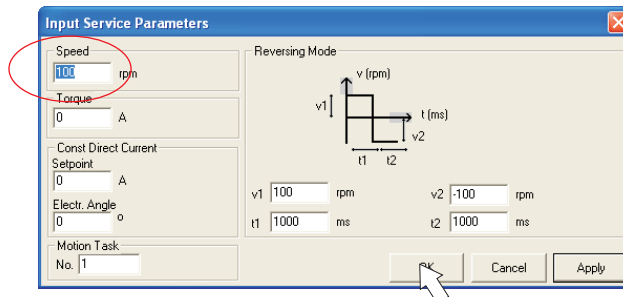 Input Service Parameters
Speed
100 rpm
Torque
0 A
Const Direct Current
Setpoint
0 A
Electr. Angle
0 °
Motion Task
No. 1
Reversing Mode
v (rpm)
v1
t (ms)
v2
t1 t2
v1 100 rpm v2 -100 rpm
t1 1000 ms t2 1000 ms
OK Cancel Apply